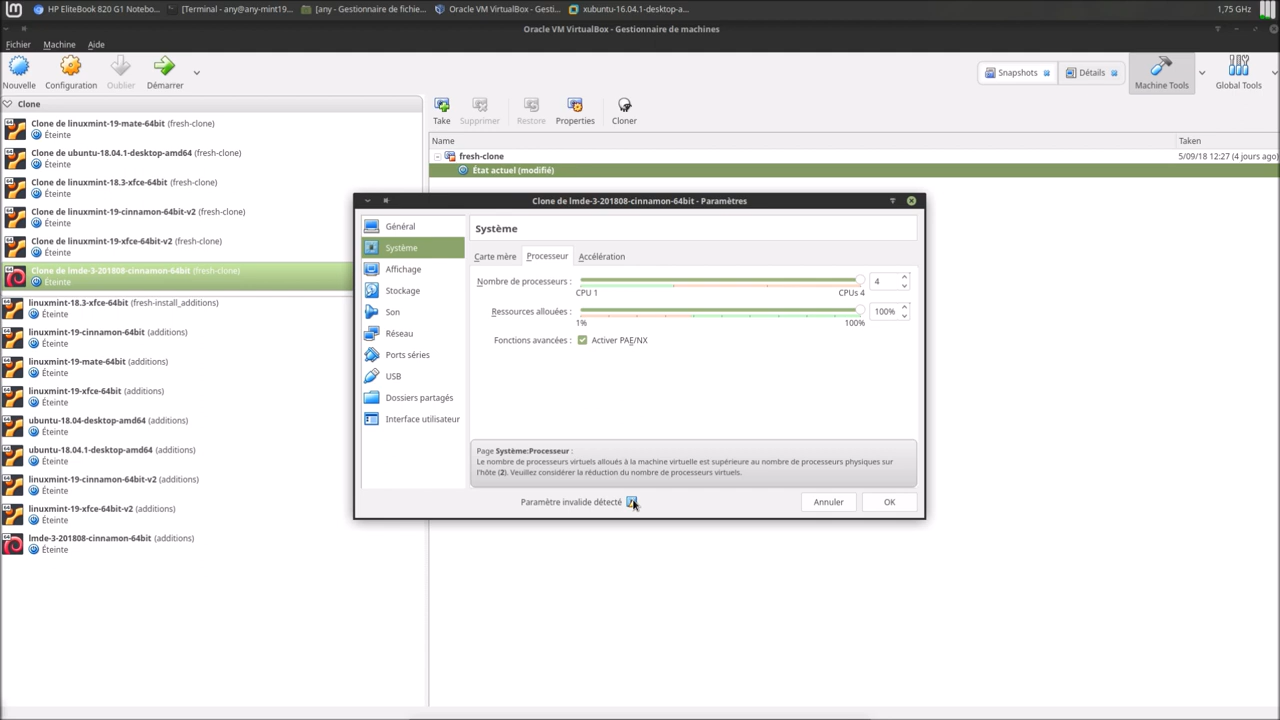 HP EliteBook 820 G1 Notebo...
[Terminal - any@any-mint19...
[any - Gestionnaire de fichie...
Oracle VM VirtualBox - Gesti...
xubuntu-16.04.1-desktop-a...
1,75 GHz
Oracle VM VirtualBox - Gestionnaire de machines
Fichier Machine Aide
Nouvelle Configuration Oublier Démarrer
Snapshots
Détails
Machine Tools
Global Tools
Clone
Clone de linuxmint-19-mate-64bit (fresh-clone)
Éteinte
Clone de ubuntu-18.04.1-desktop-amd64 (fresh-clone)
Éteinte
Clone de linuxmint-18.3-xfce-64bit (fresh-clone)
Éteinte
Clone de linuxmint-19-cinnamon-64bit-v2 (fresh-clone)
Éteinte
Clone de linuxmint-19-xfce-64bit-v2 (fresh-clone)
Éteinte
Clone de lmde-3-201808-cinnamon-64bit (fresh-clone)
Éteinte
linuxmint-18.3-xfce-64bit (fresh-install_additions)
Éteinte
linuxmint-19-cinnamon-64bit (additions)
Éteinte
linuxmint-19-mate-64bit (additions)
Éteinte
linuxmint-19-xfce-64bit (additions)
Éteinte
ubuntu-18.04-desktop-amd64 (additions)
Éteinte
ubuntu-18.04.1-desktop-amd64 (additions)
Éteinte
linuxmint-19-cinnamon-64bit-v2 (additions)
Éteinte
linuxmint-19-xfce-64bit-v2 (additions)
Éteinte
lmde-3-201808-cinnamon-64bit (additions)
Éteinte
Take Supprimer Restore Properties Cloner
Name Taken
fresh-clone 5/09/18 12:27 (4 jours ago)
État actuel (modifié)
Clone de lmde-3-201808-cinnamon-64bit - Paramètres
Général
Système
Affichage
Stockage
Son
Réseau
Ports séries
USB
Dossiers partagés
Interface utilisateur
Système
Carte mère Processeur Accélération
Nombre de processeurs : 4
CPU 1 CPUs 4
Ressources allouées : 100%
1% 100%
Fonctions avancées : Activer PAE/NX
Page Système:Processeur :
Le nombre de processeurs virtuels alloués à la machine virtuelle est supérieure au nombre de processeurs physiques sur
l'hôte (2). Veuillez considérer la réduction du nombre de processeurs virtuels.
Paramètre invalide détecté
Annuler OK